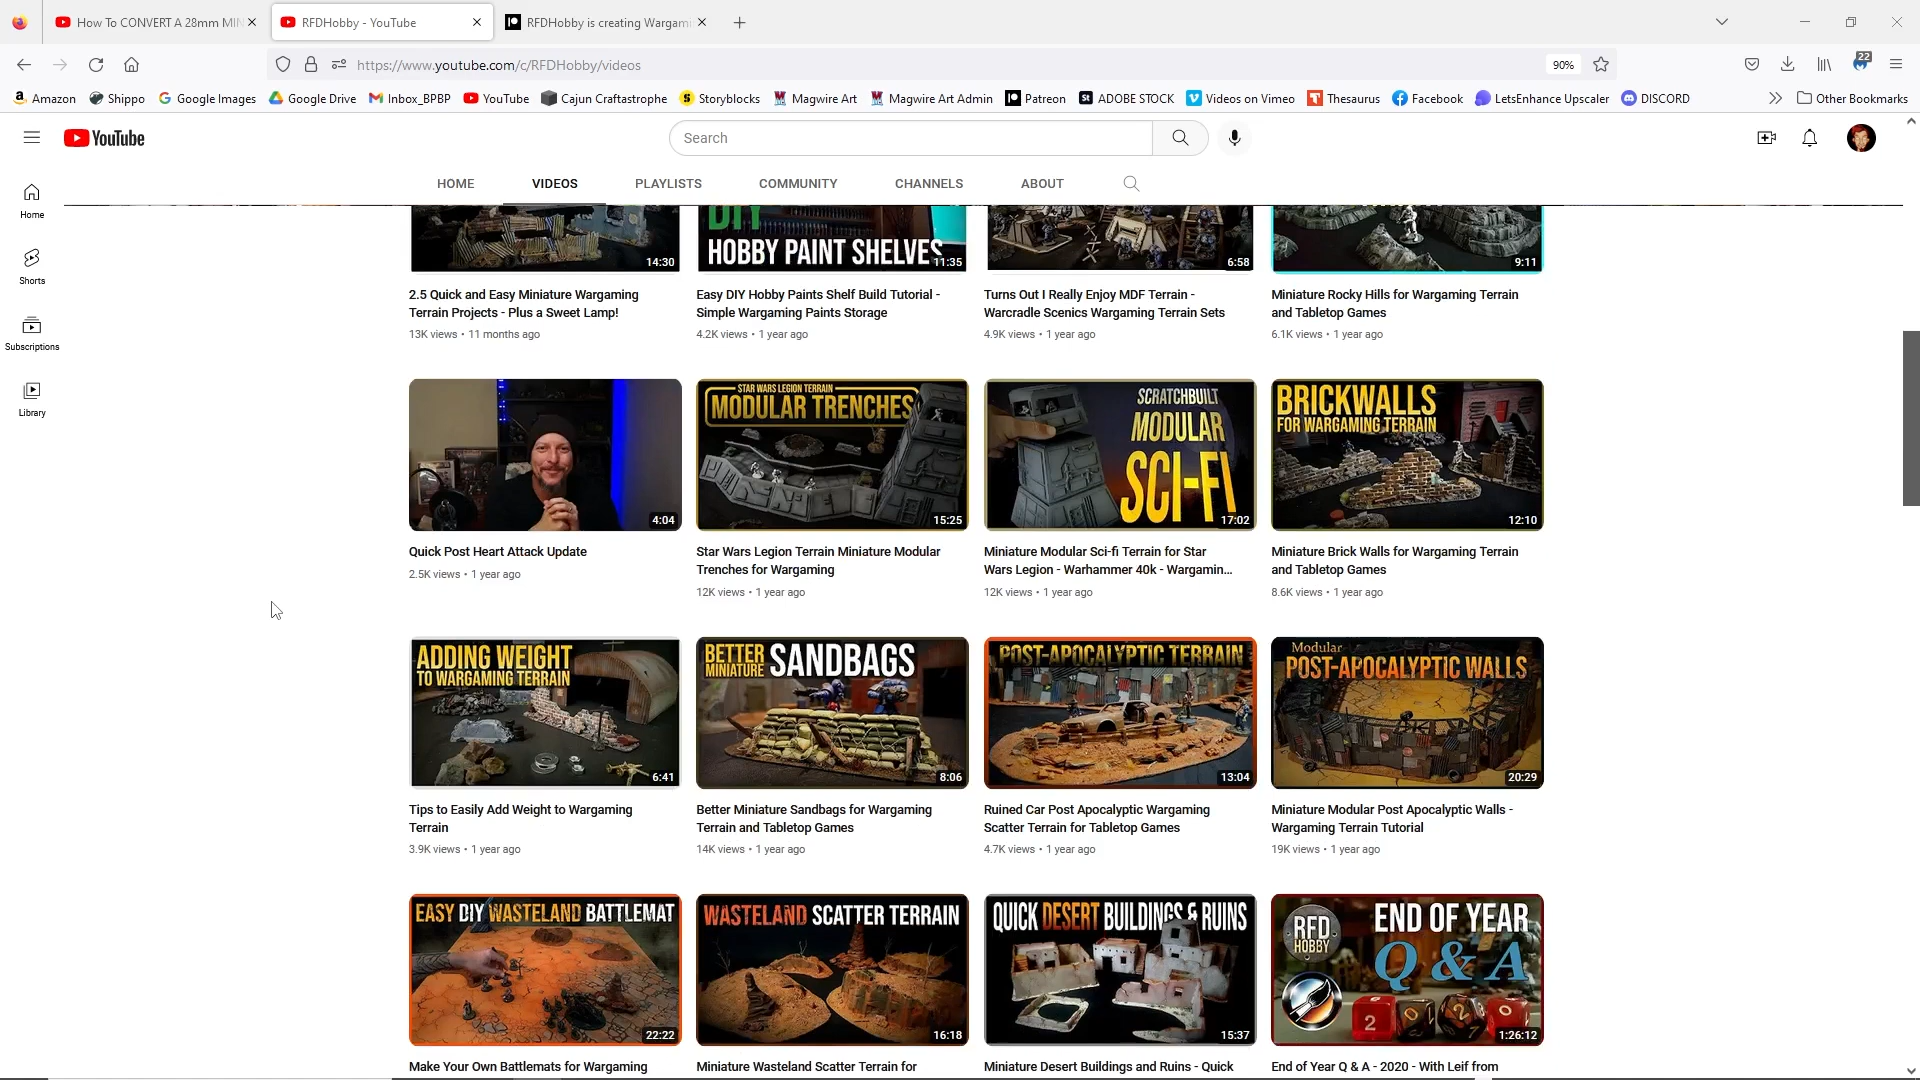 How To CONVERT A 28mm MIN
RFDHobby - YouTube
RFDHobby is creating Wargami
https://www.youtube.com/c/RFDHobby/videos
90%
22
Amazon
Shippo
Google Images
Google Drive
Inbox_BPBP
YouTube
Cajun Craftastrophe
Storyblocks
Magwire Art
Magwire Art Admin
Patreon
ADOBE STOCK
Videos on Vimeo
Thesaurus
Facebook
LetsEnhance Upscaler
DISCORD
Other Bookmarks
YouTube
Search
HOME
VIDEOS
PLAYLISTS
COMMUNITY
CHANNELS
ABOUT
Home
Shorts
Subscriptions
Library
14:30
DIY
HOBBY PAINT SHELVES
11:35
6:58
9:11
2.5 Quick and Easy Miniature Wargaming
Terrain Projects - Plus a Sweet Lamp!
13K views • 11 months ago
Easy DIY Hobby Paints Shelf Build Tutorial -
Simple Wargaming Paints Storage
4.2K views • 1 year ago
Turns Out I Really Enjoy MDF Terrain -
Warcradle Scenics Wargaming Terrain Sets
4.9K views • 1 year ago
Miniature Rocky Hills for Wargaming Terrain
and Tabletop Games
6.1K views • 1 year ago
4:04
STAR WARS LEGION TERRAIN
MODULAR TRENCHES
15:25
SCRATCHBUILT
MODULAR
SCI-FI
17:02
BRICKWALLS
FOR WARGAMING TERRAIN
12:10
Quick Post Heart Attack Update
2.5K views • 1 year ago
Star Wars Legion Terrain Miniature Modular
Trenches for Wargaming
12K views • 1 year ago
Miniature Modular Sci-fi Terrain for Star
Wars Legion - Warhammer 40k - Wargamin...
12K views • 1 year ago
Miniature Brick Walls for Wargaming Terrain
and Tabletop Games
8.6K views • 1 year ago
ADDING WEIGHT
TO WARGAMING TERRAIN
6:41
BETTER
MINIATURE
SANDBAGS
8:06
POST-APOCALYPTIC TERRAIN
13:04
Modular
POST-APOCALYPTIC WALLS
20:29
Tips to Easily Add Weight to Wargaming
Terrain
3.9K views • 1 year ago
Better Miniature Sandbags for Wargaming
Terrain and Tabletop Games
14K views • 1 year ago
Ruined Car Post Apocalyptic Wargaming
Scatter Terrain for Tabletop Games
4.7K views • 1 year ago
Miniature Modular Post Apocalyptic Walls -
Wargaming Terrain Tutorial
19K views • 1 year ago
EASY DIY WASTELAND BATTLEMAT
22:22
WASTELAND SCATTER TERRAIN
16:18
QUICK DESERT BUILDINGS & RUINS
15:37
RFD
HOBBY
END OF YEAR
Q & A
2 0 2 0
1:26:12
Make Your Own Battlemats for Wargaming
Miniature Wasteland Scatter Terrain for
Miniature Desert Buildings and Ruins - Quick
End of Year Q & A - 2020 - With Leif from